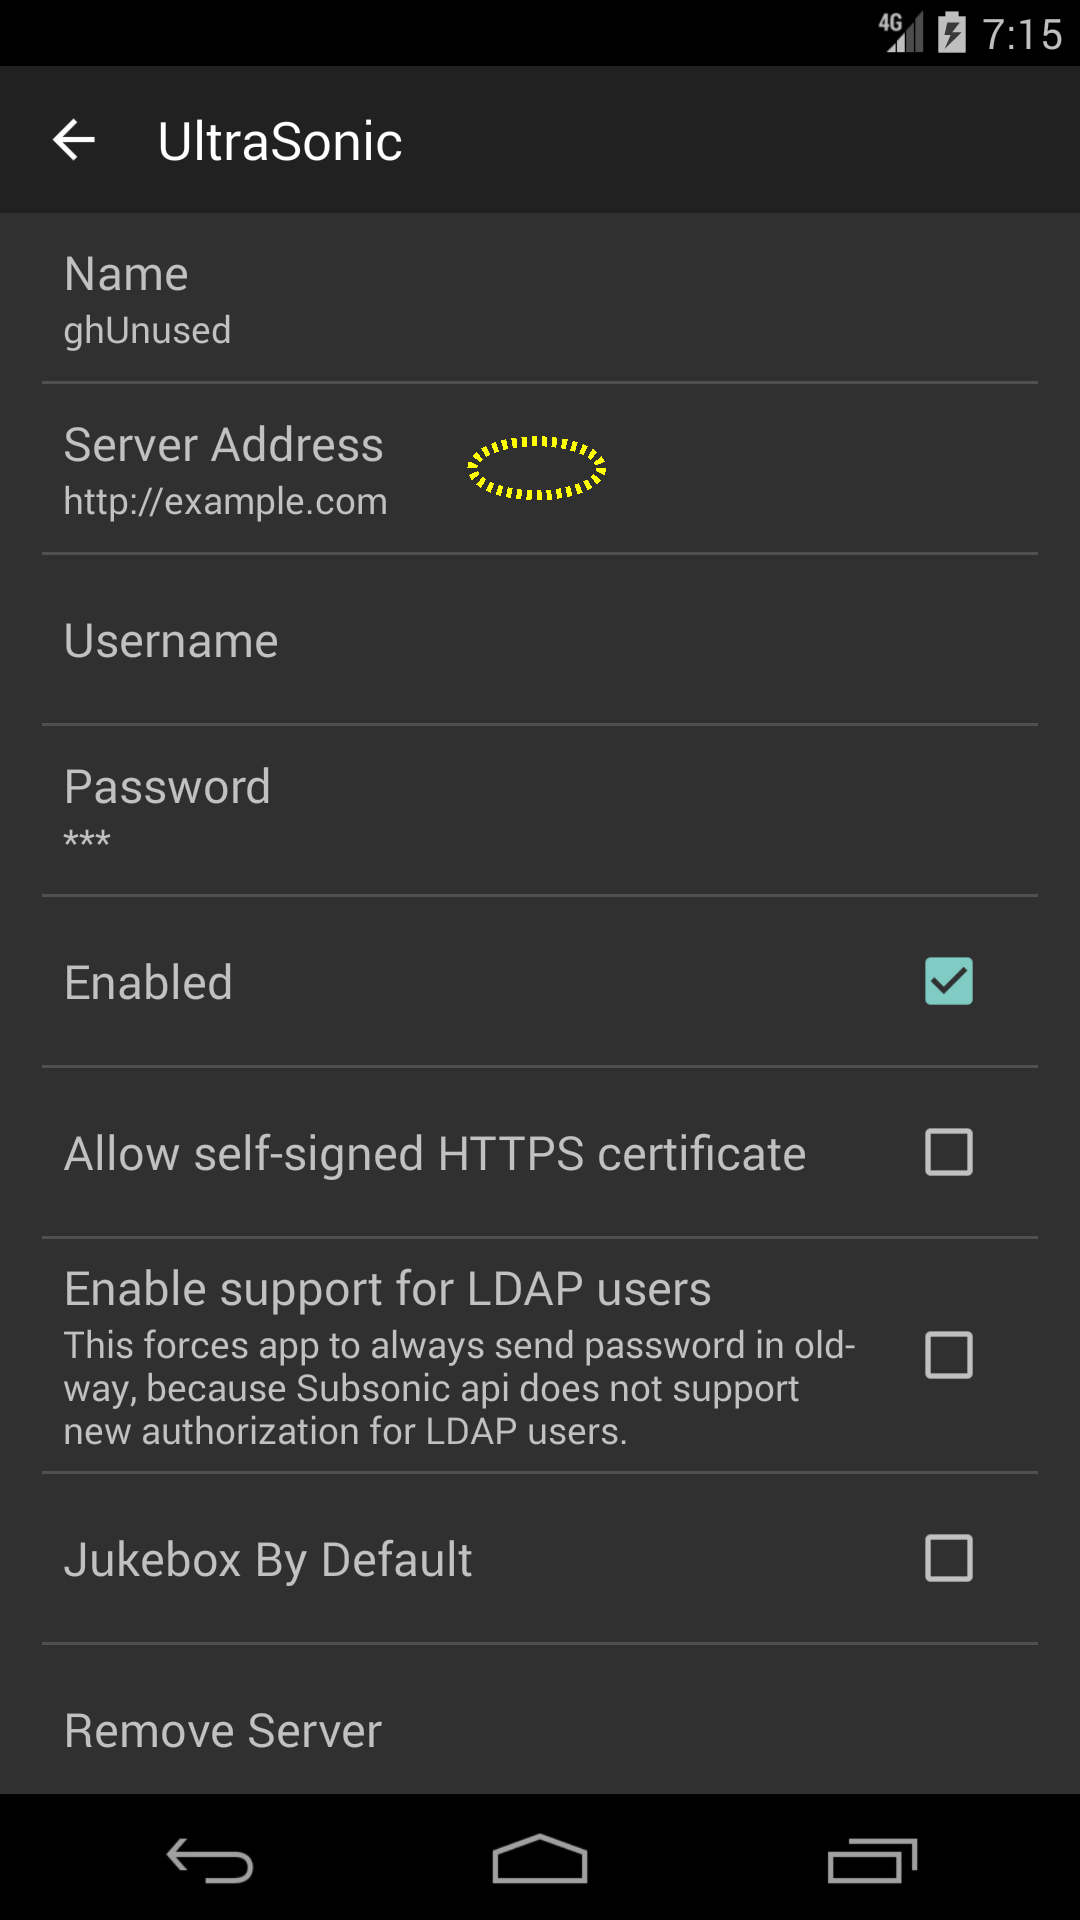 4G 7:15
UltraSonic
Name
ghUnused
Server Address
http://example.com
Username
Password
***
Enabled
Allow self-signed HTTPS certificate
Enable support for LDAP users
This forces app to always send password in old-
way, because Subsonic api does not support
new authorization for LDAP users.
Jukebox By Default
Remove Server